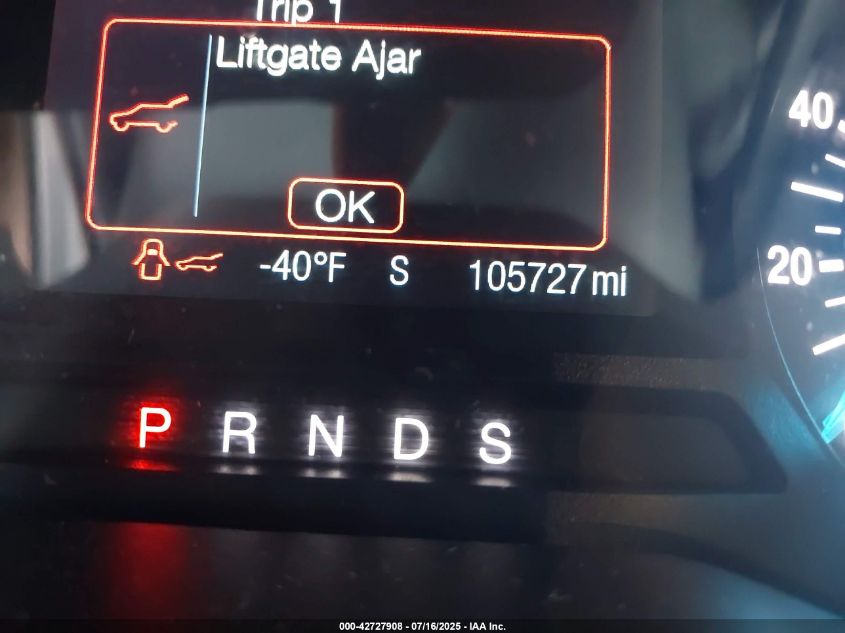 Trip 1
Liftgate Ajar
OK
-40°F S 105727 mi
40
20
P R N D S
000-42727908 - 07/16/2025 - IAA Inc.